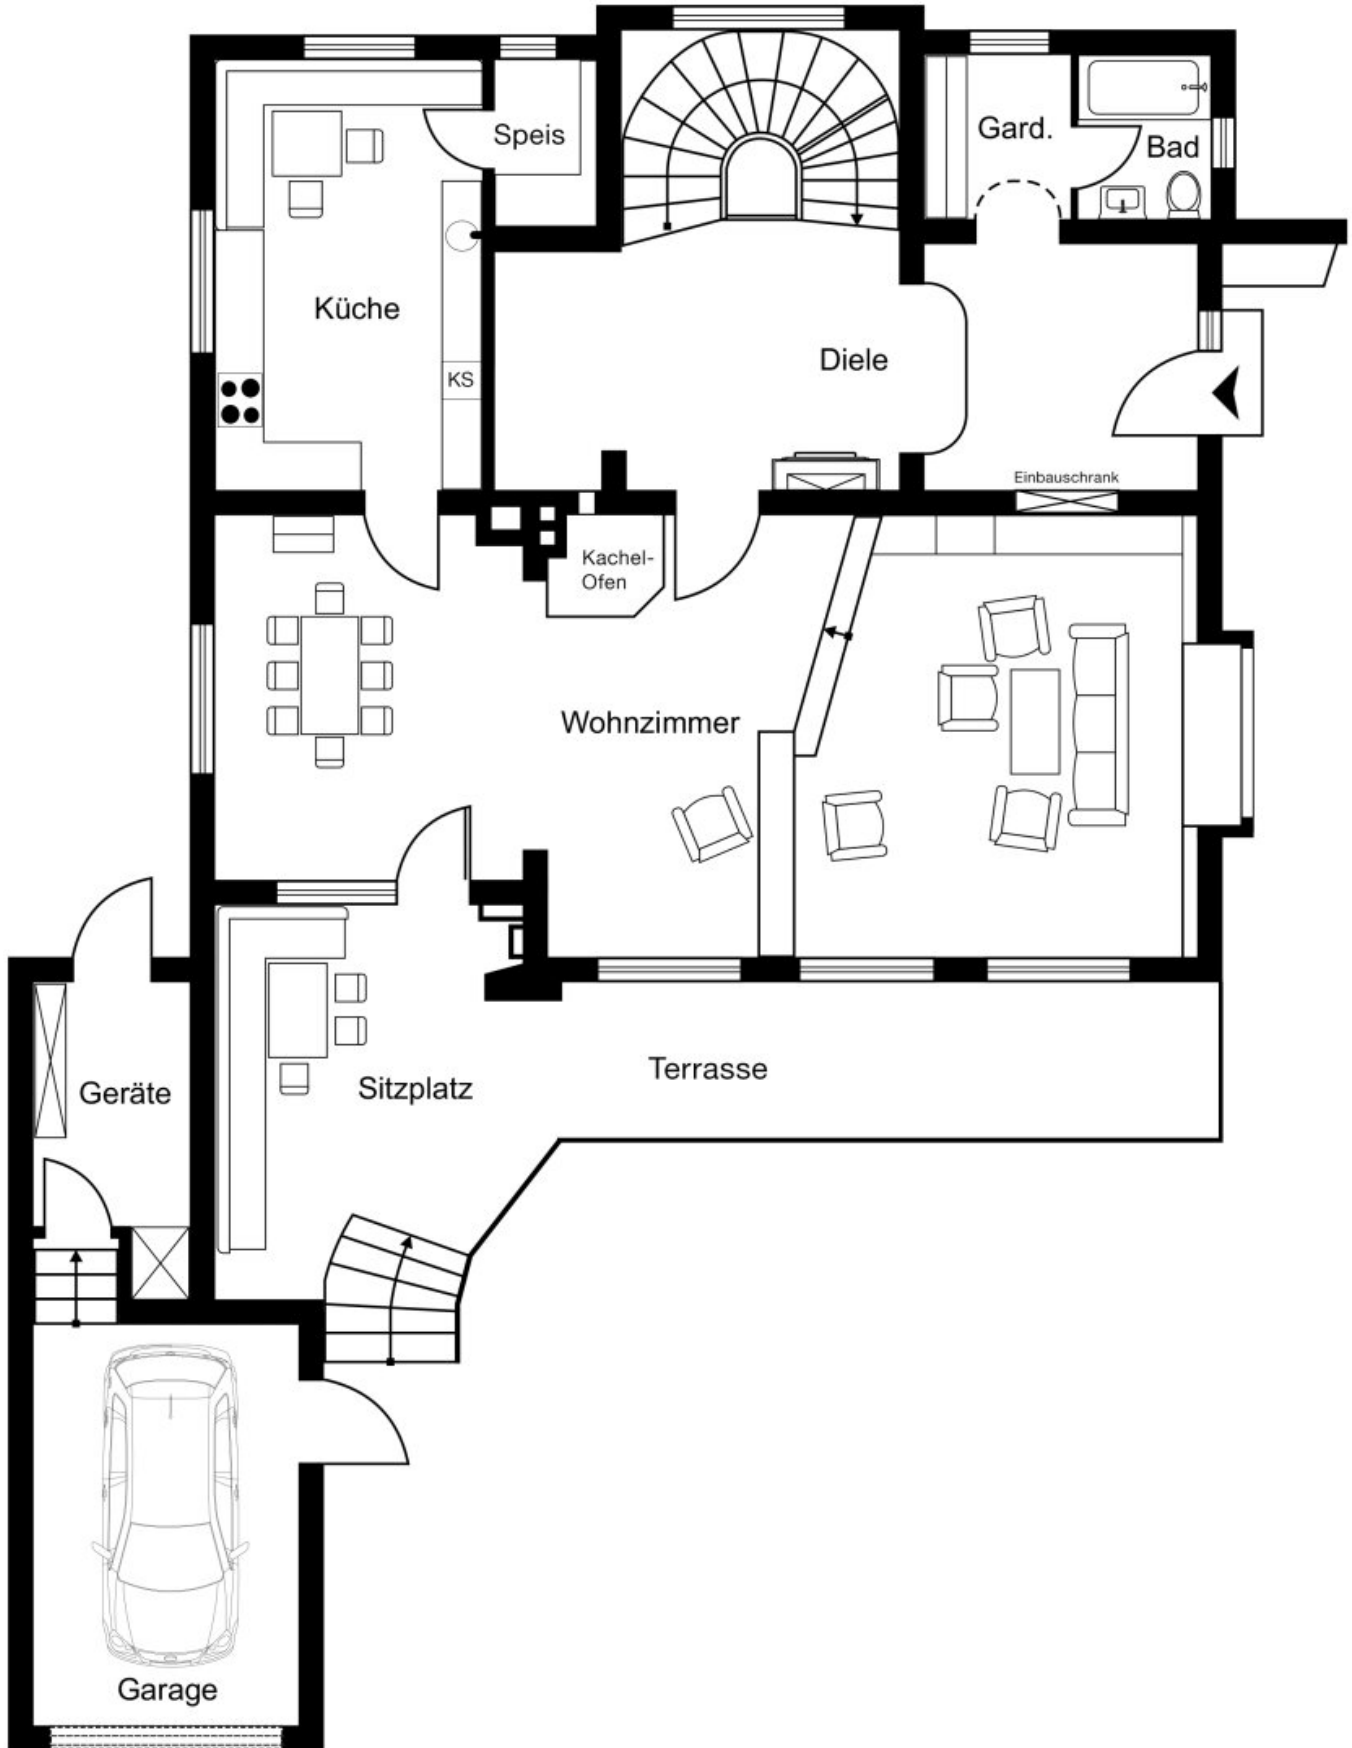 Speis
Gard.
Bad
Küche
Diele
KS
Einbauschrank
Kachel-
Ofen
Wohnzimmer
Terrasse
Sitzplatz
Geräte
Garage